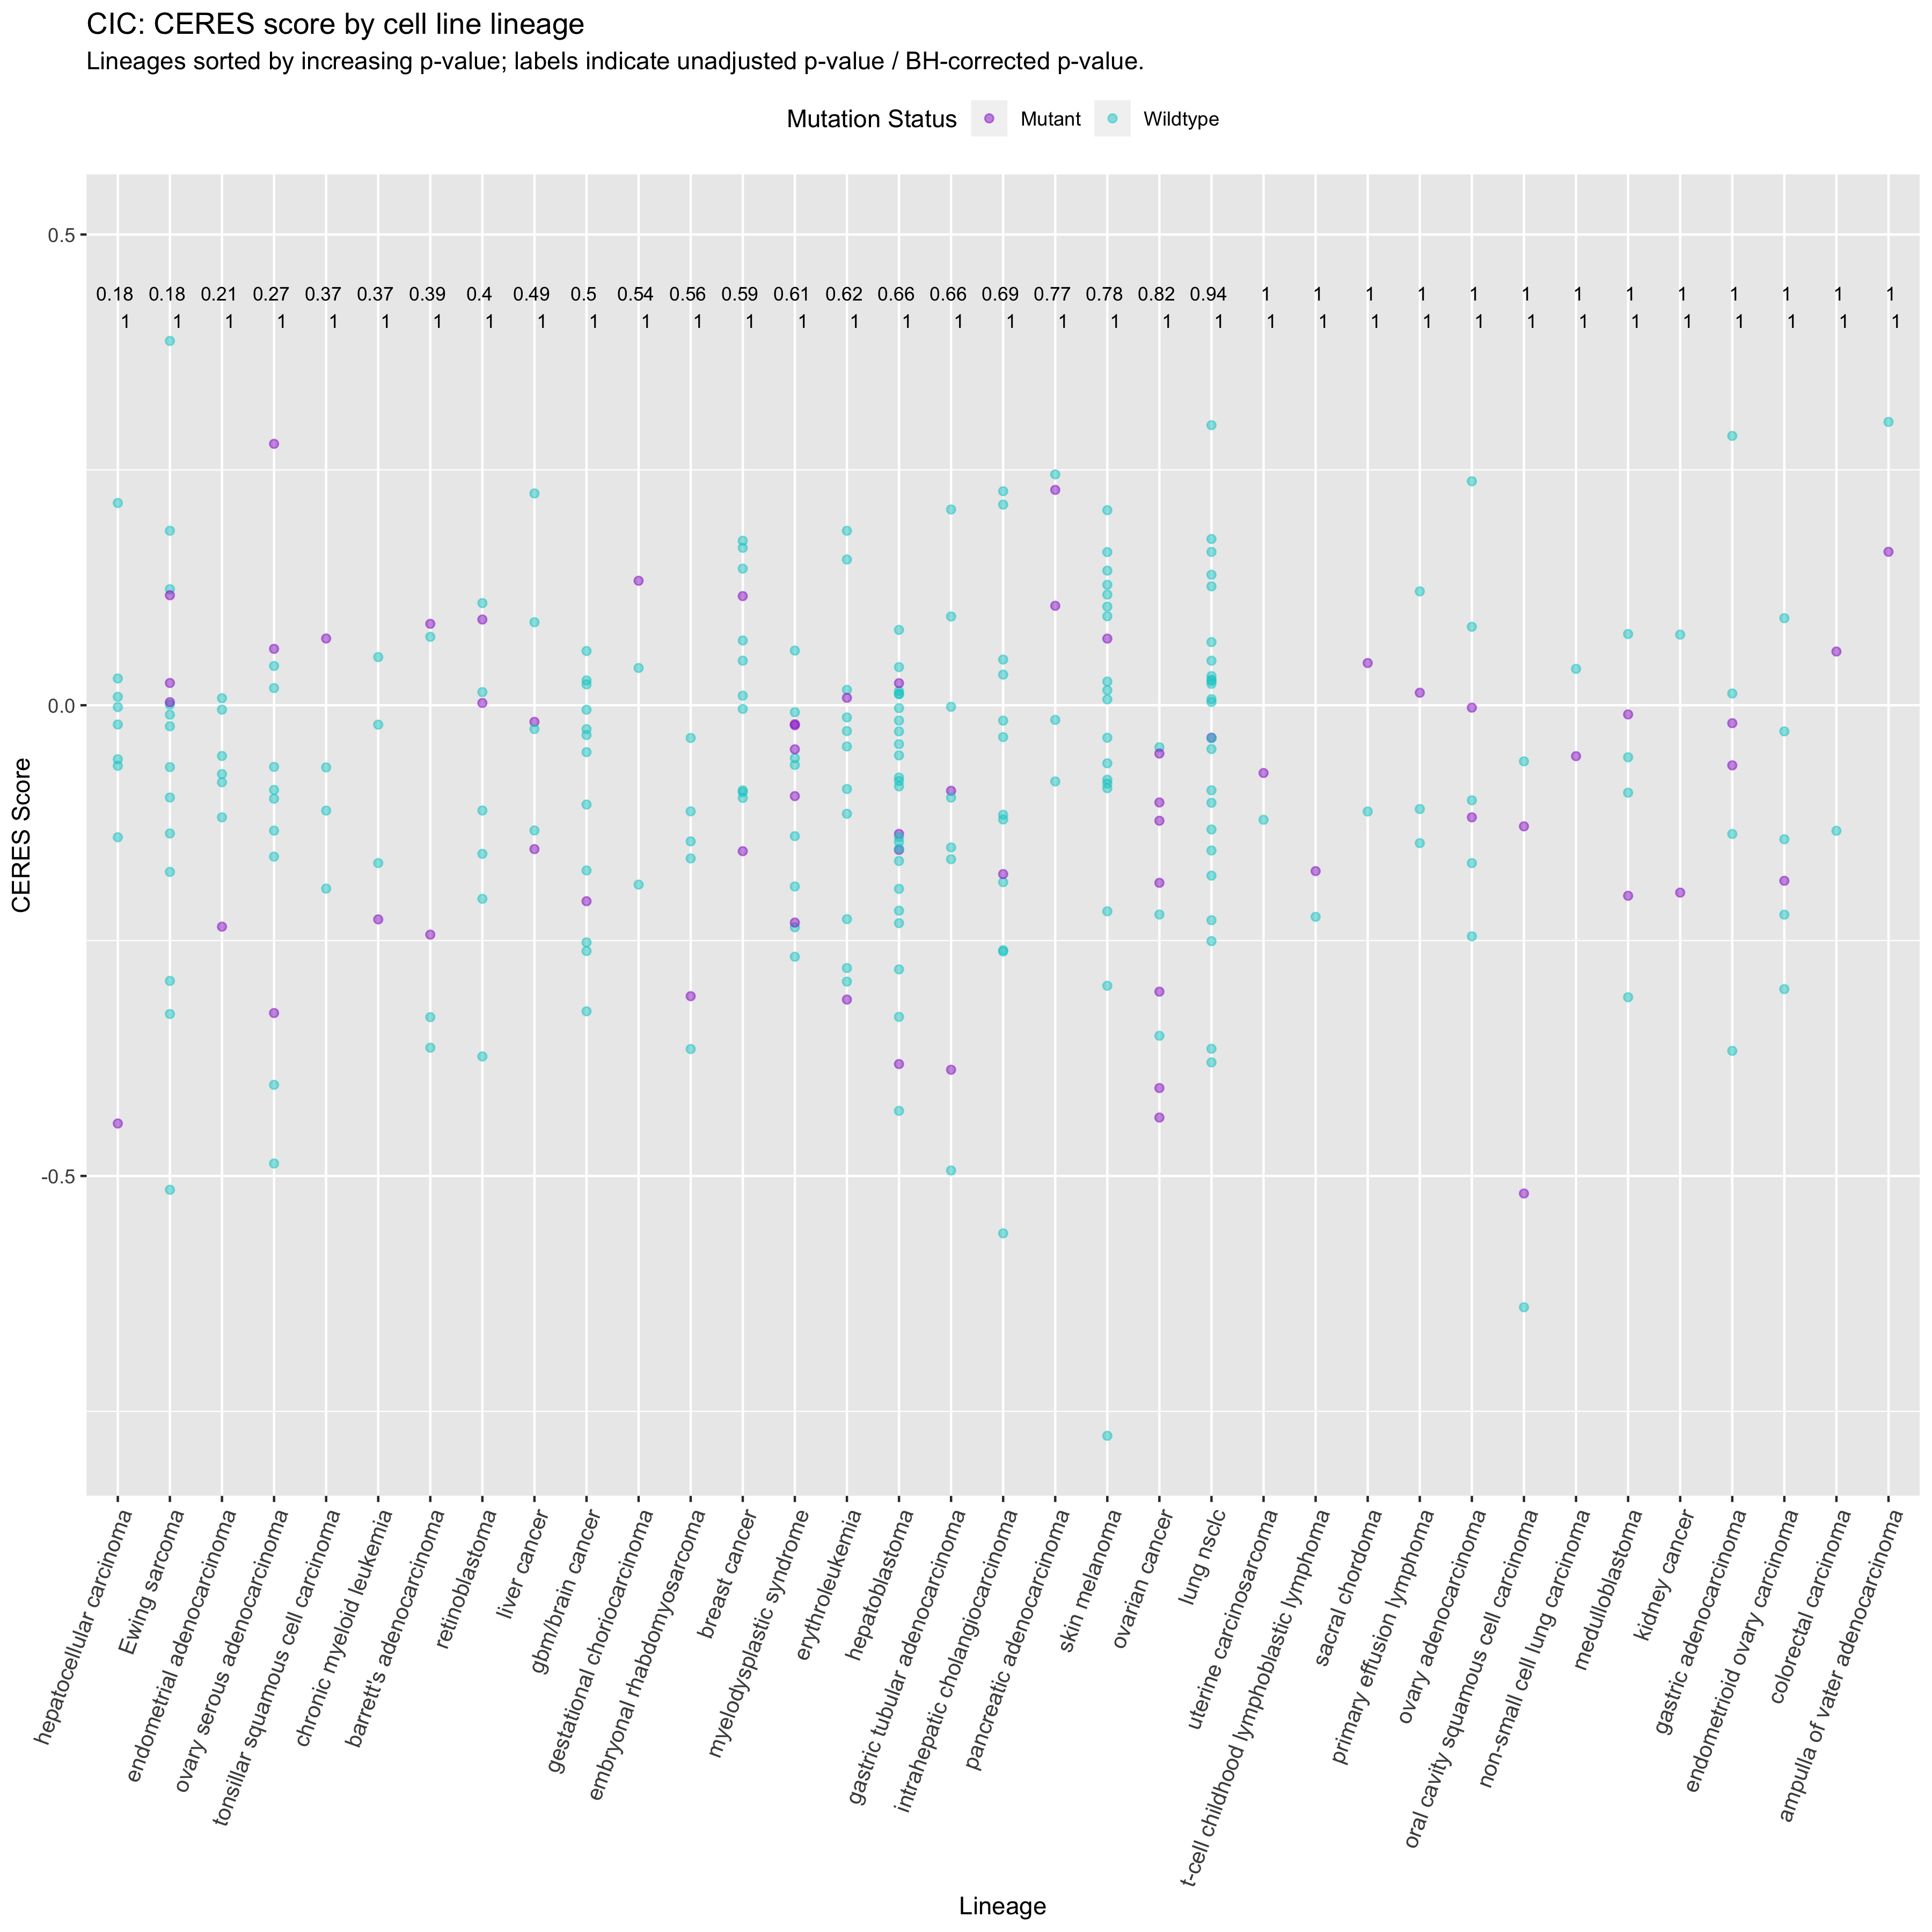 CIC: CERES score by cell line lineage
Lineages sorted by increasing p-value; labels indicate unadjusted p-value / BH-corrected p-value.
Mutation Status Mutant Wildtype
0.5
0.18 0.18 0.21 0.27 0.37 0.37 0.39 0.4 0.49 0.5 0.54 0.56 0.59 0.61 0.62 0.66 0.66 0.69 0.77 0.78 0.82 0.94 1 1 1 1 1 1 1 1 1 1 1 1 1
1 1 1 1 1 1 1 1 1 1 1 1 1 1 1 1 1 1 1 1 1 1 1 1 1 1 1 1 1 1 1 1 1 1 1
0.0
-0.5
CERES Score
hepatocellular carcinoma
Ewing sarcoma
endometrial adenocarcinoma
ovary serous adenocarcinoma
tonsillar squamous cell carcinoma
chronic myeloid leukemia
barrett's adenocarcinoma
retinoblastoma
liver cancer
gbm/brain cancer
gestational choriocarcinoma
embryonal rhabdomyosarcoma
breast cancer
myelodysplastic syndrome
erythroleukemia
hepatoblastoma
gastric tubular adenocarcinoma
intrahepatic cholangiocarcinoma
pancreatic adenocarcinoma
skin melanoma
ovarian cancer
lung nsclc
uterine carcinosarcoma
t-cell childhood lymphoblastic lymphoma
sacral chordoma
primary effusion lymphoma
ovary adenocarcinoma
oral cavity squamous cell carcinoma
non-small cell lung carcinoma
medulloblastoma
kidney cancer
gastric adenocarcinoma
endometrioid ovary carcinoma
colorectal carcinoma
ampulla of vater adenocarcinoma
Lineage